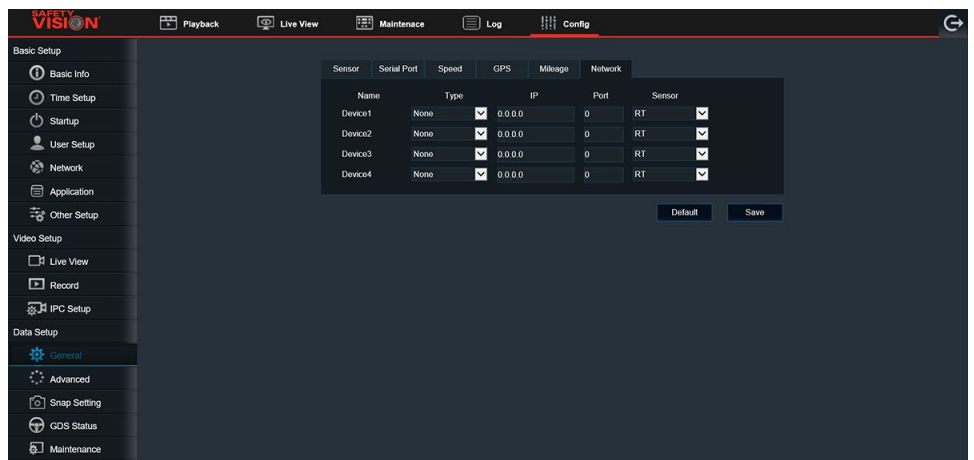 SAFETY
VISION
Playback Live View Maintenace Log Config
Basic Setup
Basic Info
Time Setup
Startup
User Setup
Network
Application
Other Setup
Video Setup
Live View
Record
IPC Setup
Data Setup
General
Advanced
Snap Setting
GDS Status
Maintenance
Sensor Serial Port Speed GPS Mileage Network
Name Type IP Port Sensor
Device1 None 0.0.0.0 0 RT
Device2 None 0.0.0.0 0 RT
Device3 None 0.0.0.0 0 RT
Device4 None 0.0.0.0 0 RT
Default Save